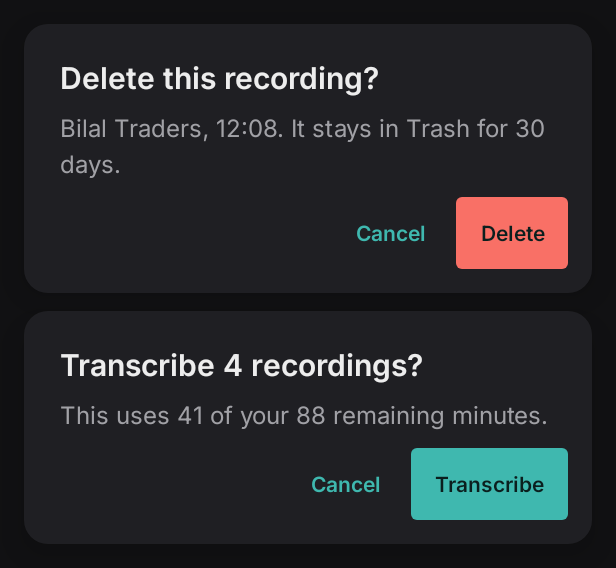 Delete this recording?
Bilal Traders, 12:08. It stays in Trash for 30
days.
Cancel Delete
Transcribe 4 recordings?
This uses 41 of your 88 remaining minutes.
Cancel Transcribe